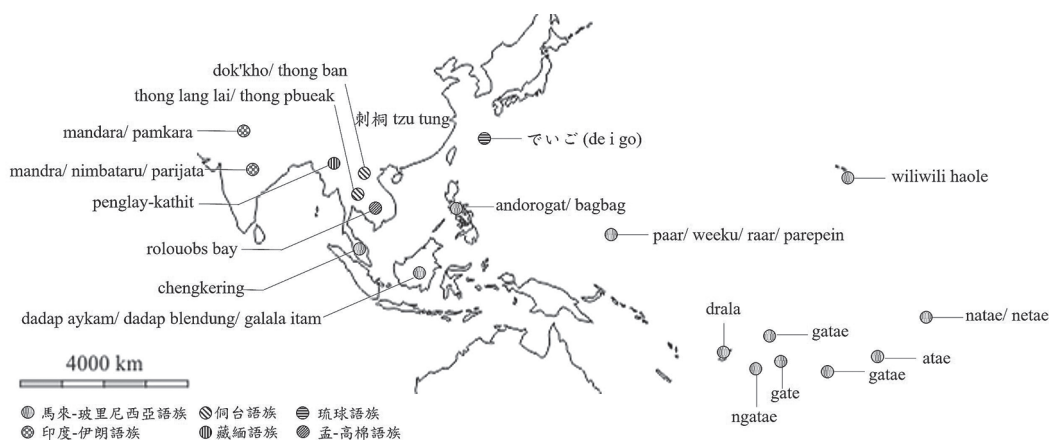 dok'kho/ thong ban
thong lang lai/ thong pbueak
刺桐 tzu tung
mandara/ pamkara
でいご (de i go)
mandra/ nimbataru/ parijata
wiliwili haole
penglay-kathit
andorogat/ bagbag
paar/ weeku/ raar/ parepein
rolouobs bay
chengkering
dadap aykam/ dadap blendung/ galala itam
drala
natae/ netae
gatae
atae
gate
gatae
ngatae
4000 km
馬來-玻里尼西亞語族
侗台語族
琉球語族
印度-伊朗語族
藏緬語族
孟-高棉語族